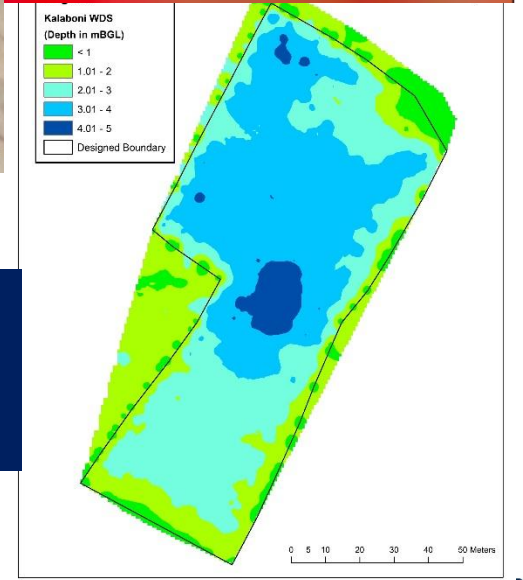 Kalaboni WDS
(Depth in mBGL)
< 1
1.01 - 2
2.01 - 3
3.01 - 4
4.01 - 5
Designed Boundary
0 5 10 20 30 40 50 Meters